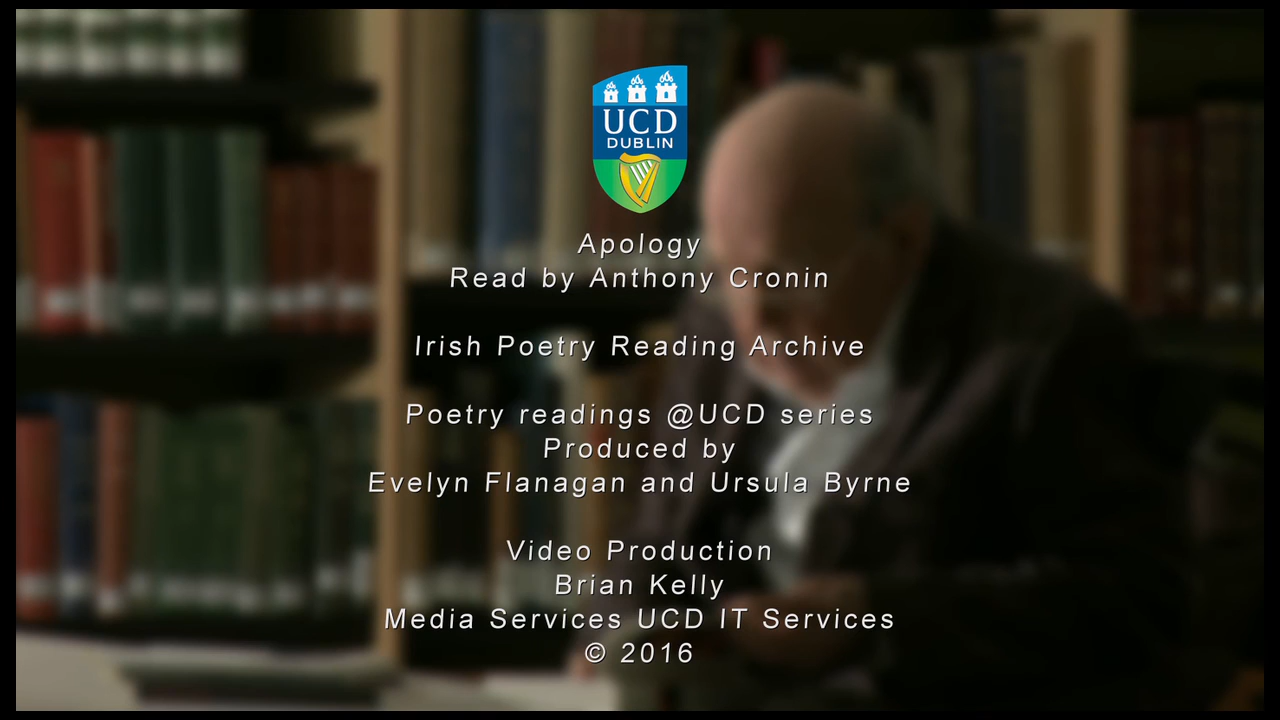 UCD
DUBLIN
Apology
Read by Anthony Cronin
Irish Poetry Reading Archive
Poetry readings @UCD series
Produced by
Evelyn Flanagan and Ursula Byrne
Video Production
Brian Kelly
Media Services UCD IT Services
© 2016